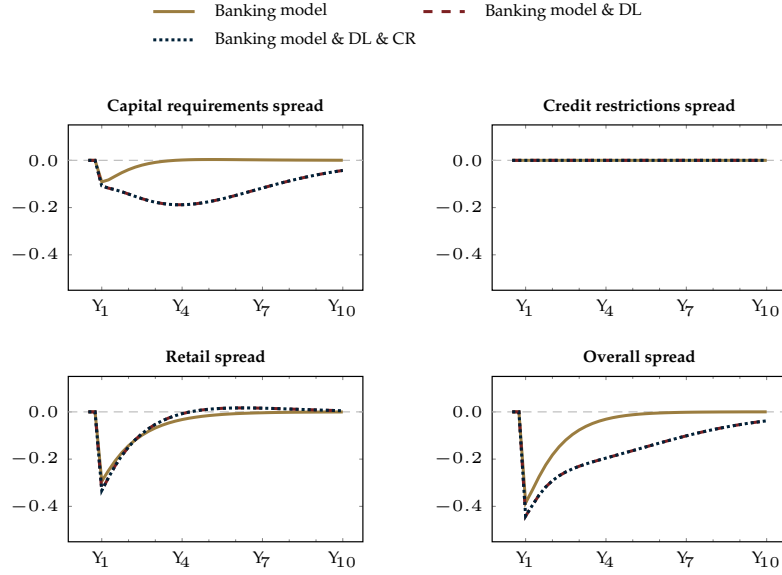 Banking model
Banking model & DL
Banking model & DL & CR
Capital requirements spread
Credit restrictions spread
0.0
−0.2
−0.4
Y1 Y4 Y7 Y10
0.0
−0.2
−0.4
Y1 Y4 Y7 Y10
Retail spread
Overall spread
0.0
−0.2
−0.4
Y1 Y4 Y7 Y10
0.0
−0.2
−0.4
Y1 Y4 Y7 Y10